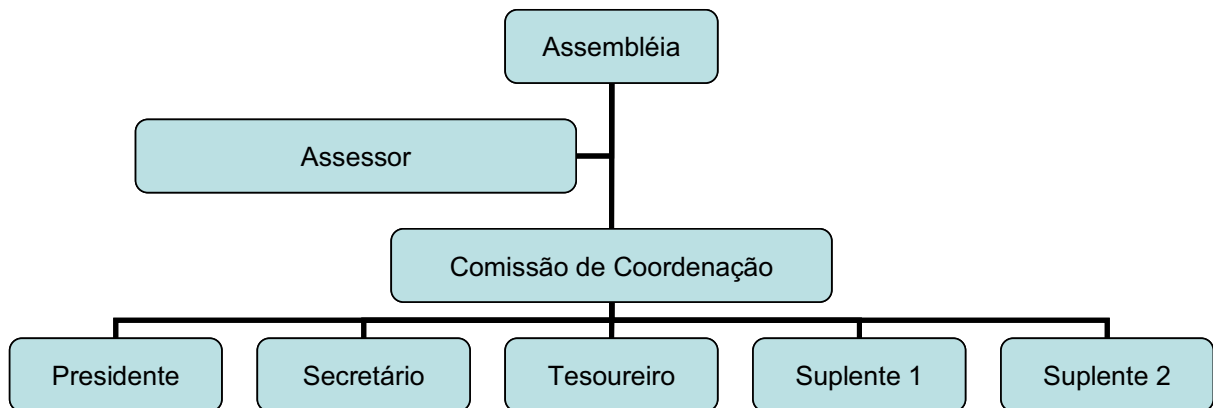 Assembléia
Assessor
Comissão de Coordenação
Presidente
Secretário
Tesoureiro
Suplente 1
Suplente 2